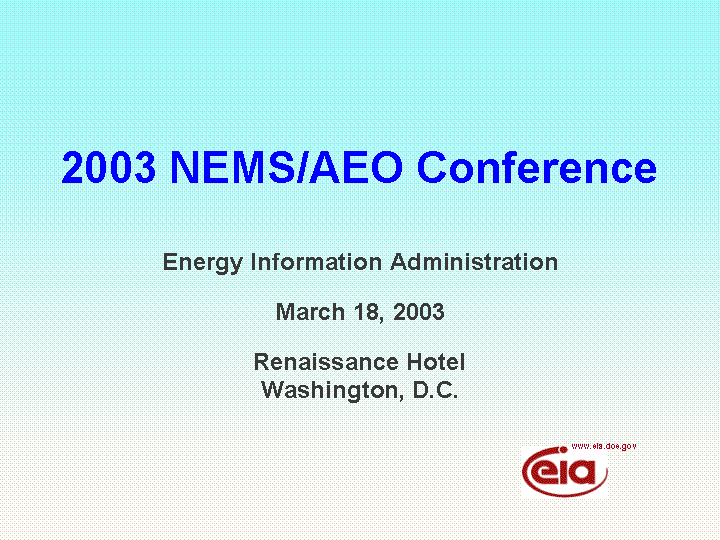 2003 NEMS/AEO Conference
Energy Information Administration
March 18, 2003
Renaissance Hotel
Washington, D.C.
www.eia.doe.gov
eia